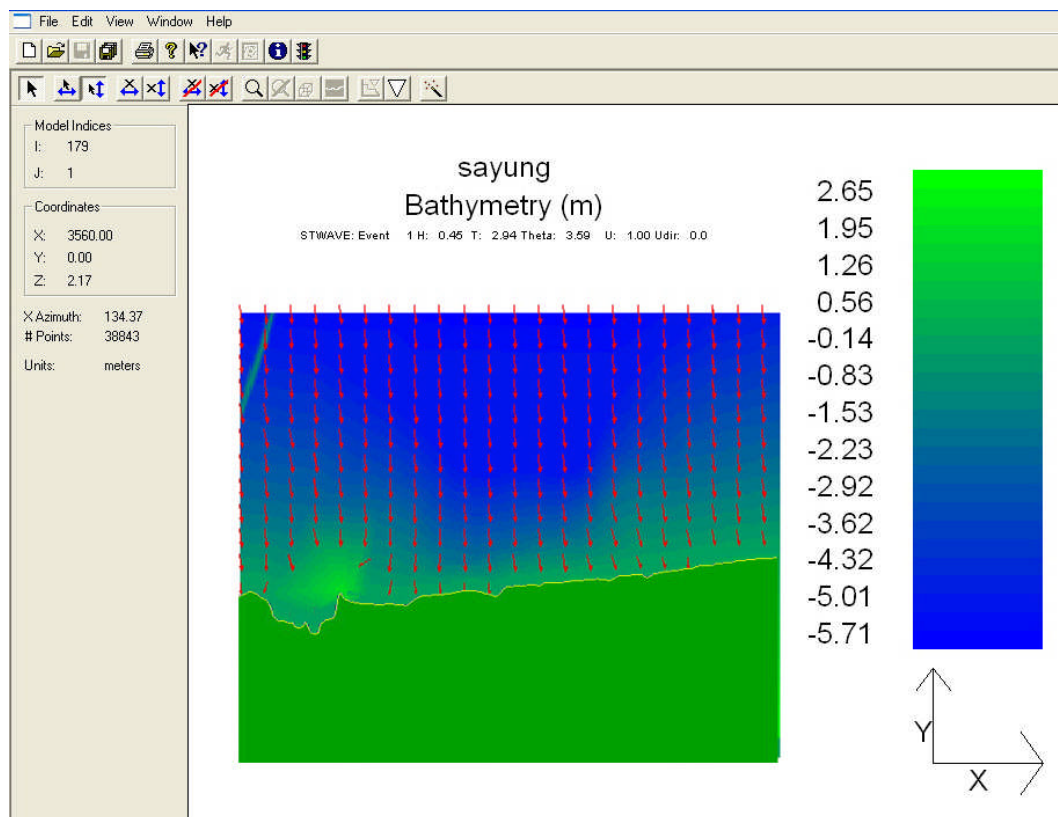 File Edit View Window Help
Model Indices
I: 179
J: 1
Coordinates
X: 3560.00
Y: 0.00
Z: 2.17
X Azimuth: 134.37
# Points: 38843
Units: meters
sayung
Bathymetry (m)
STWAVE: Event 1 H: 0.45 T: 2.94 Theta: 3.59 U: 1.00 Udir: 0.0
2.65
1.95
1.26
0.56
-0.14
-0.83
-1.53
-2.23
-2.92
-3.62
-4.32
-5.01
-5.71
Y
X